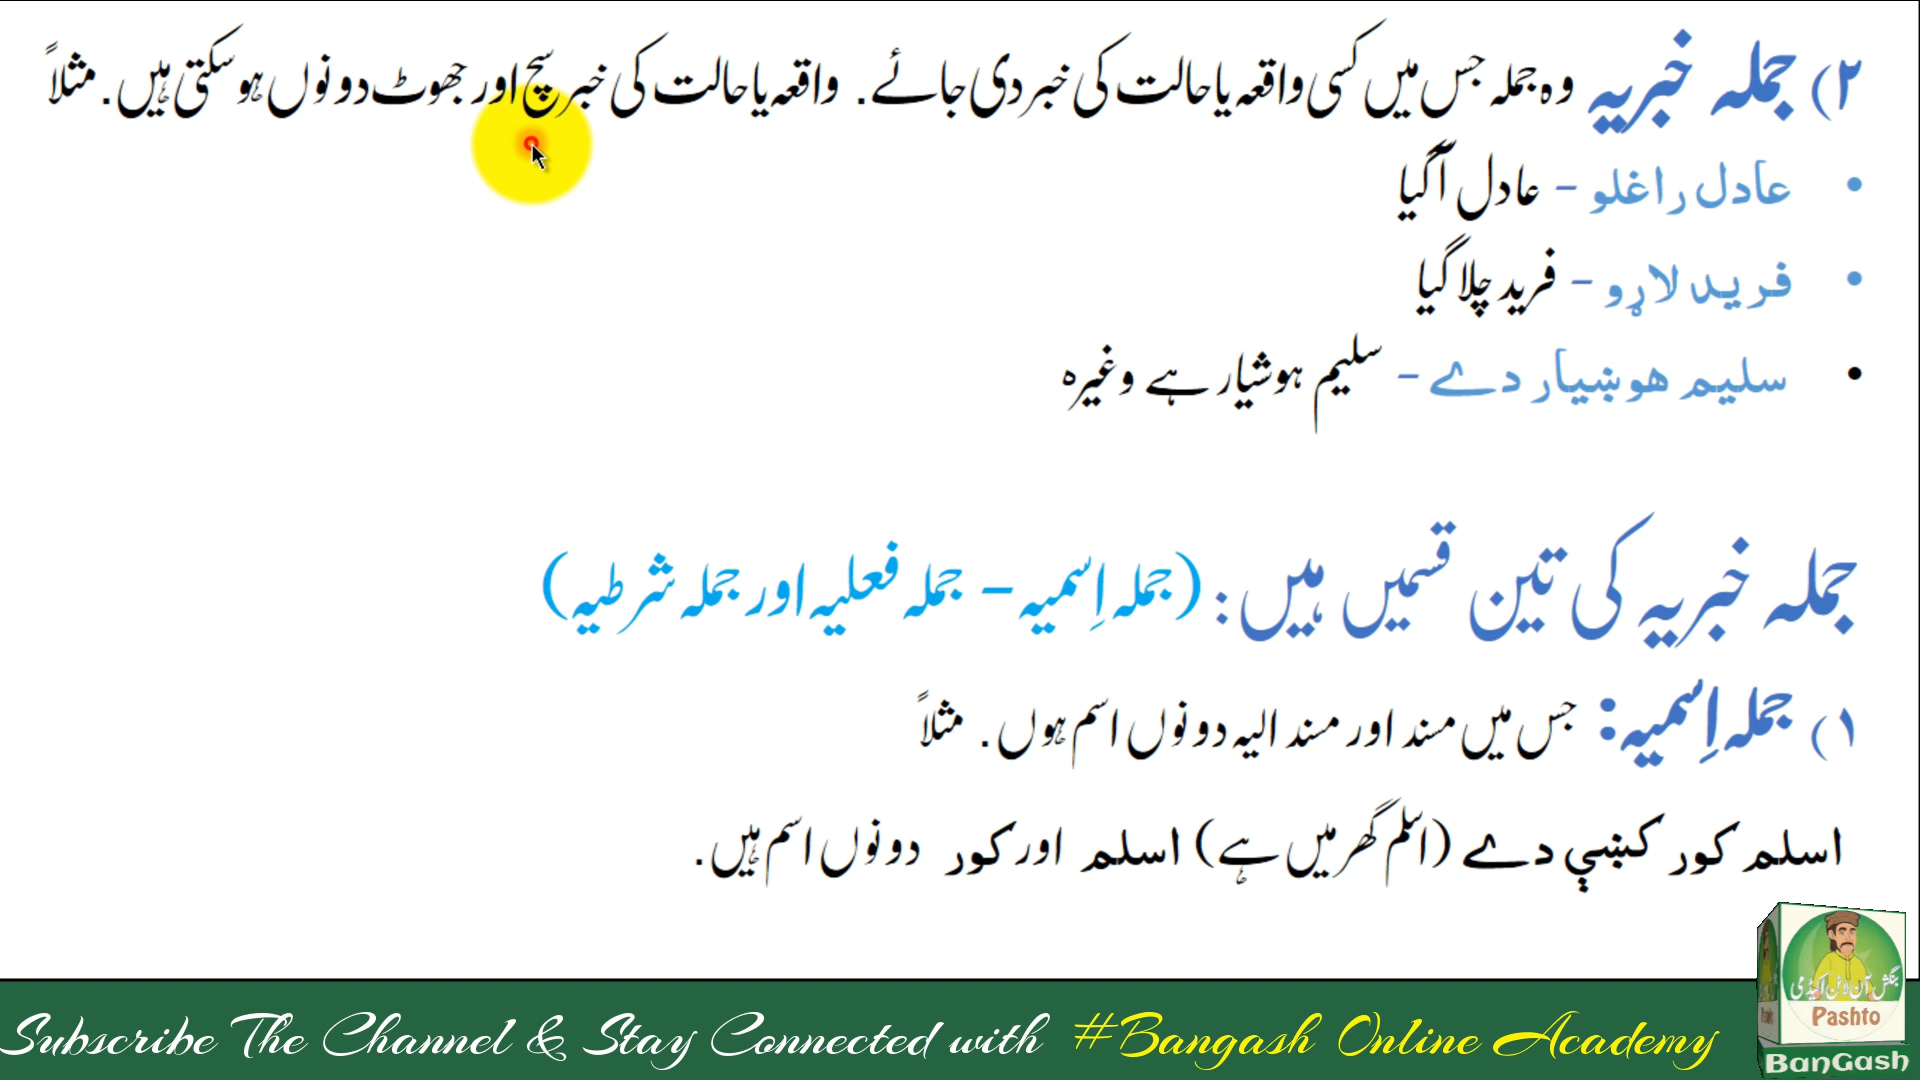 ۲) جملہ خبریہ وہ جملہ جس میں کسی واقعہ یا حالت کی خبر دی جائے. واقعہ یا حالت کی خبر سچ اور جھوٹ دونوں ہو سکتی ہیں. مثلاً
• عادل راغلو - عادل آگیا
• فرید لاړو - فرید چلا گیا
• سلیم هوښیار دے - سلیم ہوشیار ہے وغیرہ
جملہ خبریہ کی تین قسمیں ہیں: (جملہ اِسمیہ - جملہ فعلیہ اور جملہ شرطیہ)
۱) جملہ اِسمیہ: جس میں مسند اور مسند الیہ دونوں اسم ہوں. مثلاً
اسلم کور کښې دے (اسلم گھر میں ہے) اسلم اور کور دونوں اسم ہیں.
Subscribe The Channel & Stay Connected with #Bangash Online Academy
بنگش آن لائن اکیڈمی
Pashto
BanGash